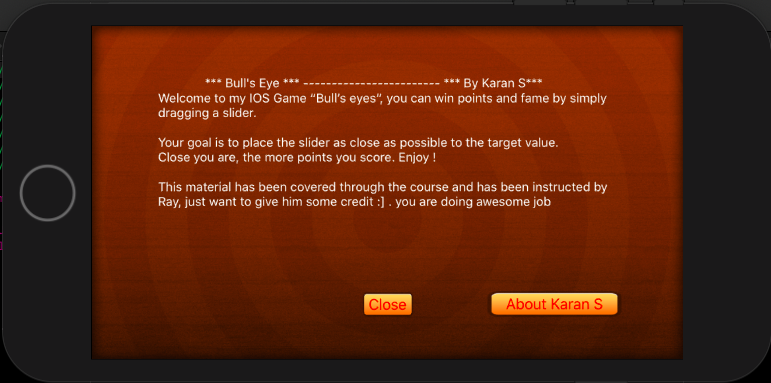 *** Bull's Eye *** ------------------------ *** By Karan S***
Welcome to my IOS Game “Bull’s eyes”, you can win points and fame by simply
dragging a slider.
Your goal is to place the slider as close as possible to the target value.
Close you are, the more points you score. Enjoy !
This material has been covered through the course and has been instructed by
Ray, just want to give him some credit :] . you are doing awesome job
Close
About Karan S